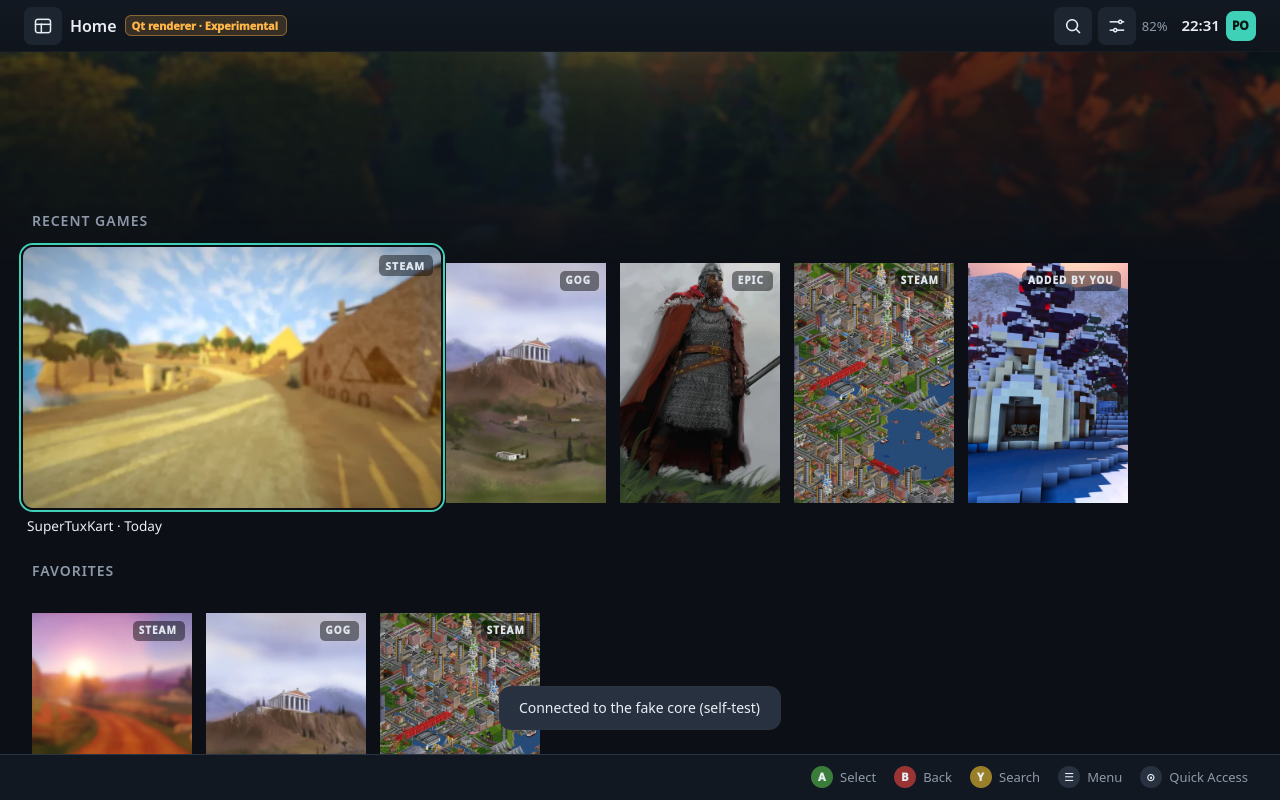 Home
Qt renderer · Experimental
82%
22:31
PO
RECENT GAMES
STEAM
GOG
EPIC
STEAM
ADDED BY YOU
SuperTuxKart · Today
FAVORITES
STEAM
GOG
STEAM
Connected to the fake core (self-test)
A Select
B Back
Y Search
Menu
Quick Access